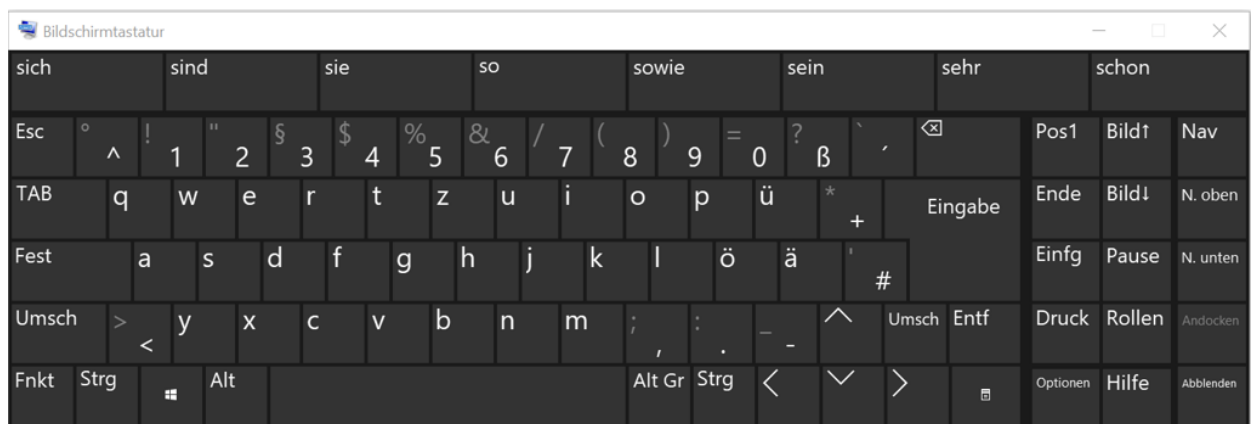 Bildschirmtastatur
sich sind sie so sowie sein sehr schon
Esc ° ^ ! 1 " 2 § 3 $ 4 % 5 & 6 / 7 ( 8 ) 9 = 0 ? ß ` ´ Pos1 Bild↑ Nav
TAB q w e r t z u i o p ü * + Eingabe Ende Bild↓ N. oben
Fest a s d f g h j k l ö ä ' # Einfg Pause N. unten
Umsch > < y x c v b n m ; , : . _ - Umsch Entf Druck Rollen Andocken
Fnkt Strg Alt Alt Gr Strg Optionen Hilfe Abblenden